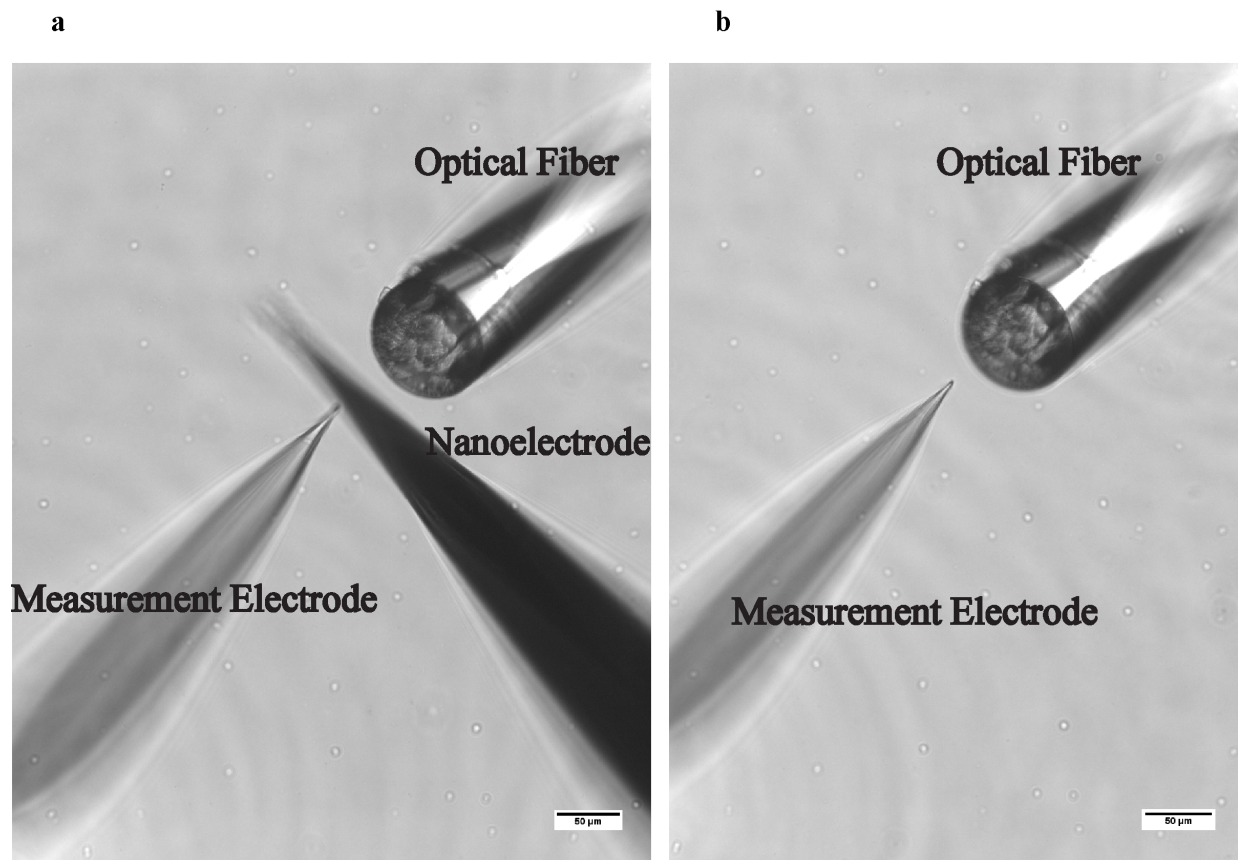 a
b
Optical Fiber
Nanoelectrode
Measurement Electrode
50 μm
Optical Fiber
Measurement Electrode
50 μm